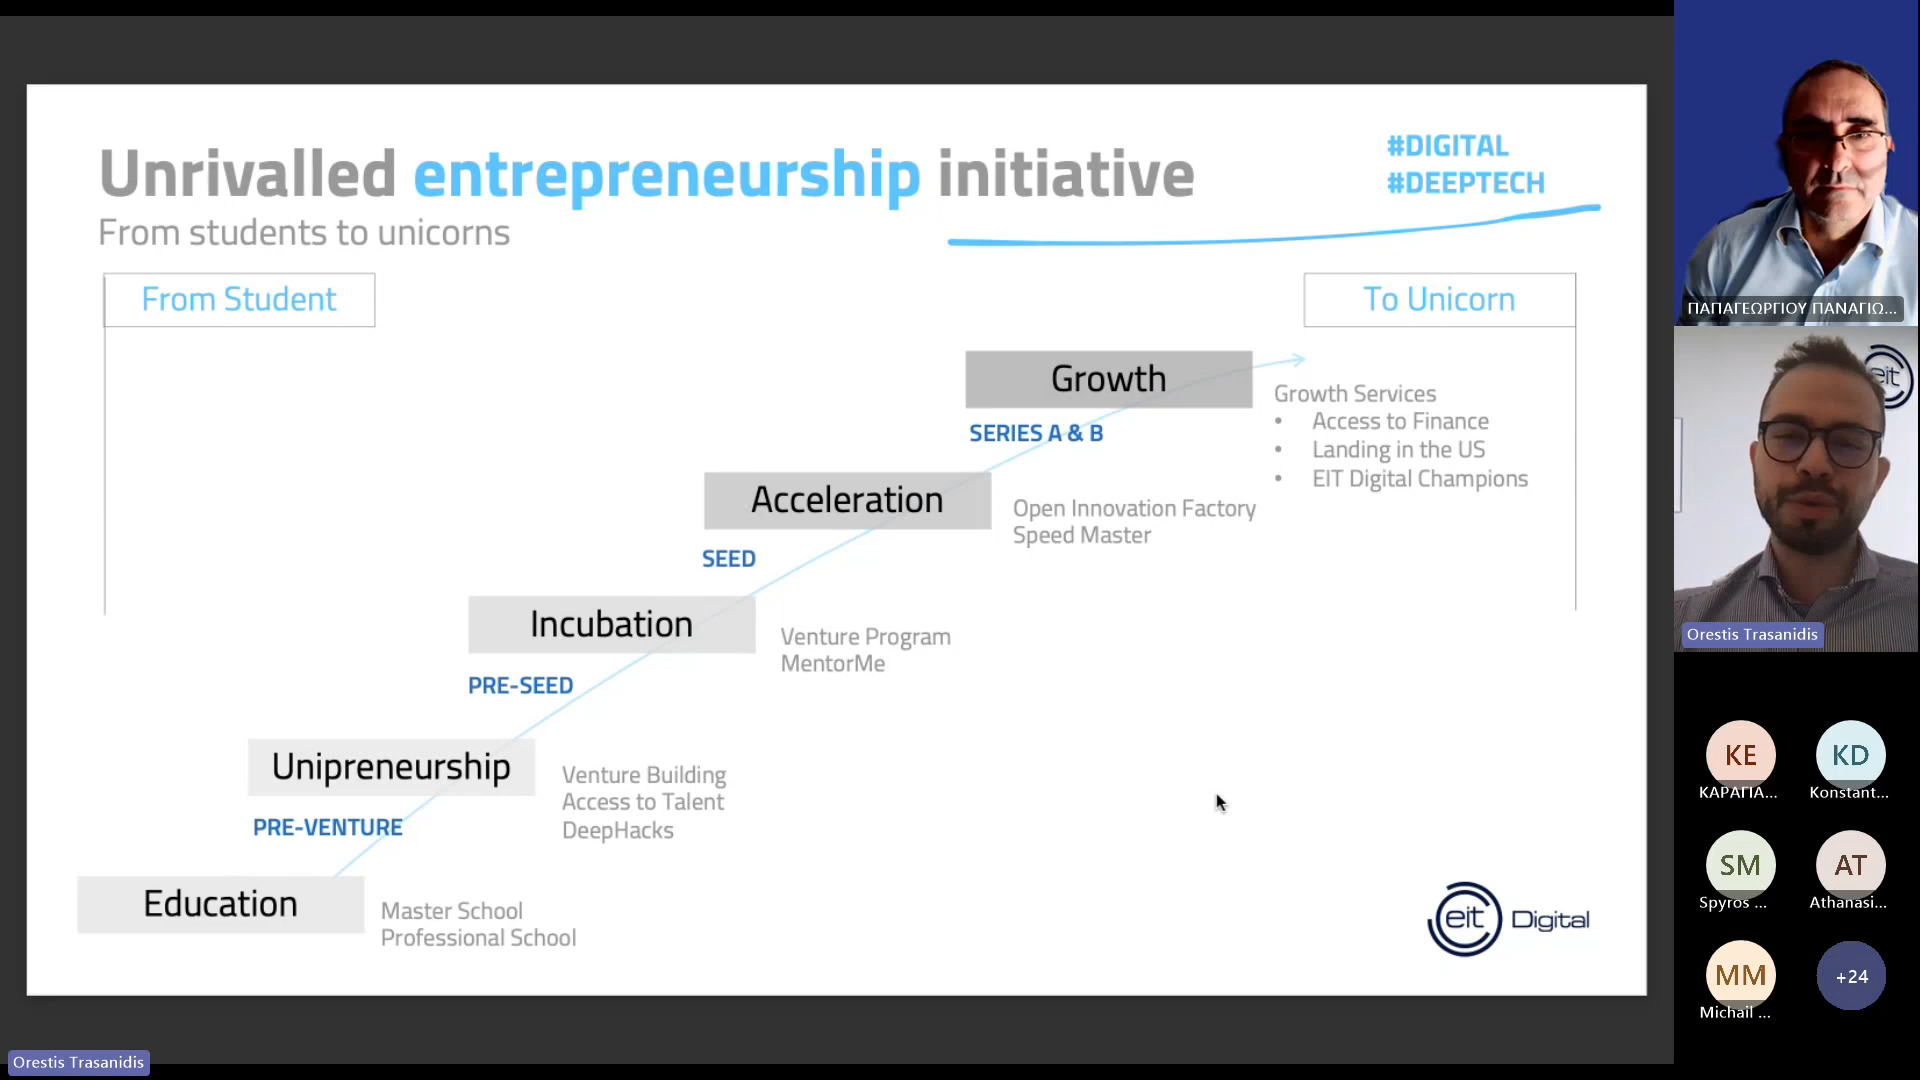 Unrivalled entrepreneurship initiative
From students to unicorns
#DIGITAL
#DEEPTECH
From Student
To Unicorn
Growth
SERIES A & B
Growth Services
• Access to Finance
• Landing in the US
• EIT Digital Champions
Acceleration
SEED
Open Innovation Factory
Speed Master
Incubation
PRE-SEED
Venture Program
MentorMe
Unipreneurship
PRE-VENTURE
Venture Building
Access to Talent
DeepHacks
Education
Master School
Professional School
eit Digital
Orestis Trasanidis
ΠΑΠΑΓΕΩΡΓΙΟΥ ΠΑΝΑΓΙΩ...
eit
Orestis Trasanidis
KE
ΚΑΡΑΓΙΑ...
KD
Konstant...
SM
Spyros ...
AT
Athanasi...
MM
Michail ...
+24